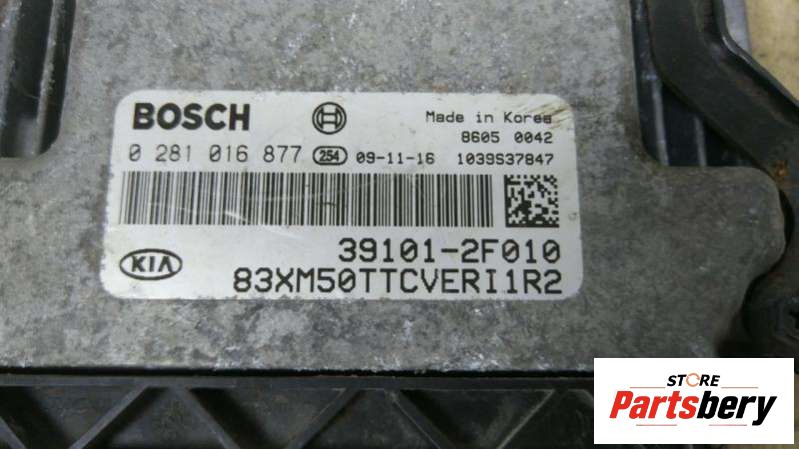 BOSCH
Made in Korea
8605 0042
0 281 016 877 254 09-11-16 1039S37847
KIA
39101-2F010
83XM50TTCVERI1R2
STORE
Partsbery